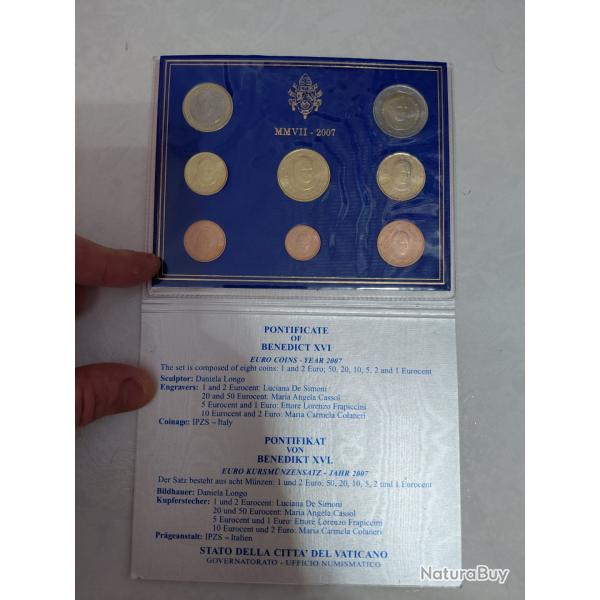 MMVII - 2007
PONTIFICATE
OF
BENEDICT XVI
EURO COINS - YEAR 2007
The set is composed of eight coins: 1 and 2 Euro; 50, 20, 10, 5, 2 and 1 Eurocent
Sculptor: Daniela Longo
Engravers: 1 and 2 Eurocent: Luciana De Simoni
20 and 50 Eurocent: Maria Angela Cassol
5 Eurocent and 1 Euro: Ettore Lorenzo Frapiccini
10 Eurocent and 2 Euro: Maria Carmela Colaneri
Coinage: IPZS – Italy
PONTIFIKAT
VON
BENEDIKT XVI.
EURO KURSMÜNZENSATZ - JAHR 2007
Der Satz besteht aus acht Münzen: 1 und 2 Euro; 50, 20, 10, 5, 2 und 1 Eurocent
Bildhauer: Daniela Longo
Kupferstecher: 1 und 2 Eurocent: Luciana De Simoni
20 und 50 Eurocent: Maria Angela Cassol
5 Eurocent und 1 Euro: Ettore Lorenzo Frapiccini
10 Eurocent und 2 Euro: Maria Carmela Colaneri
Prägeanstalt: IPZS – Italien
STATO DELLA CITTA' DEL VATICANO
GOVERNATORATO - UFFICIO NUMISMATICO
NaturaBuy